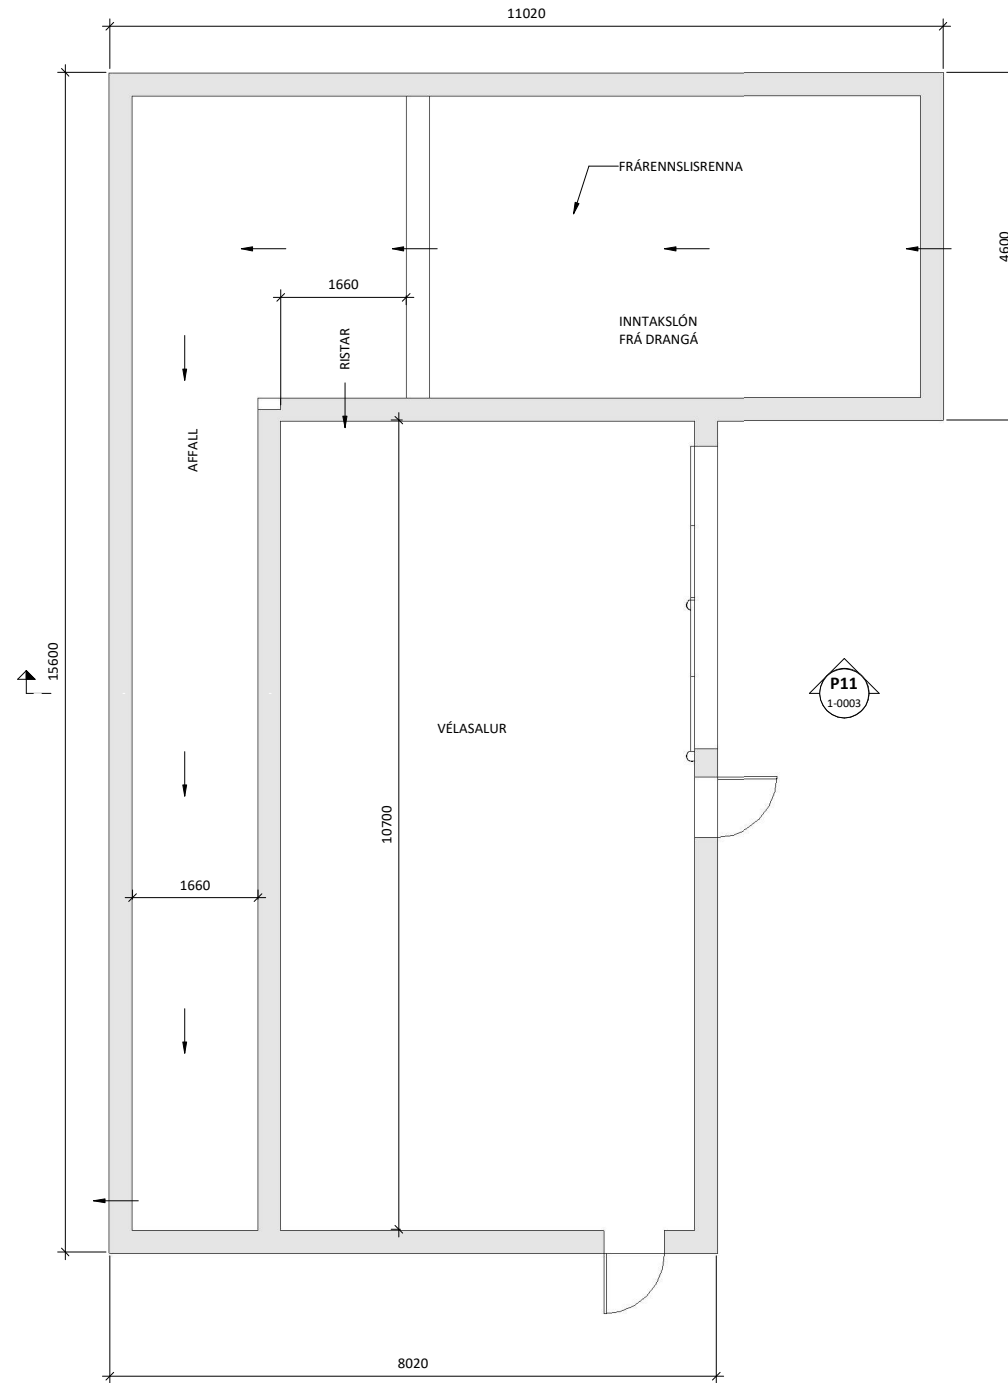 11020
FRÁRENNSLISRENNA
4600
1660
INNTAKSLÓN
FRÁ DRANGÁ
RISTAR
AFFALL
15600
P11
1-0003
VÉLASALUR
10700
1660
8020